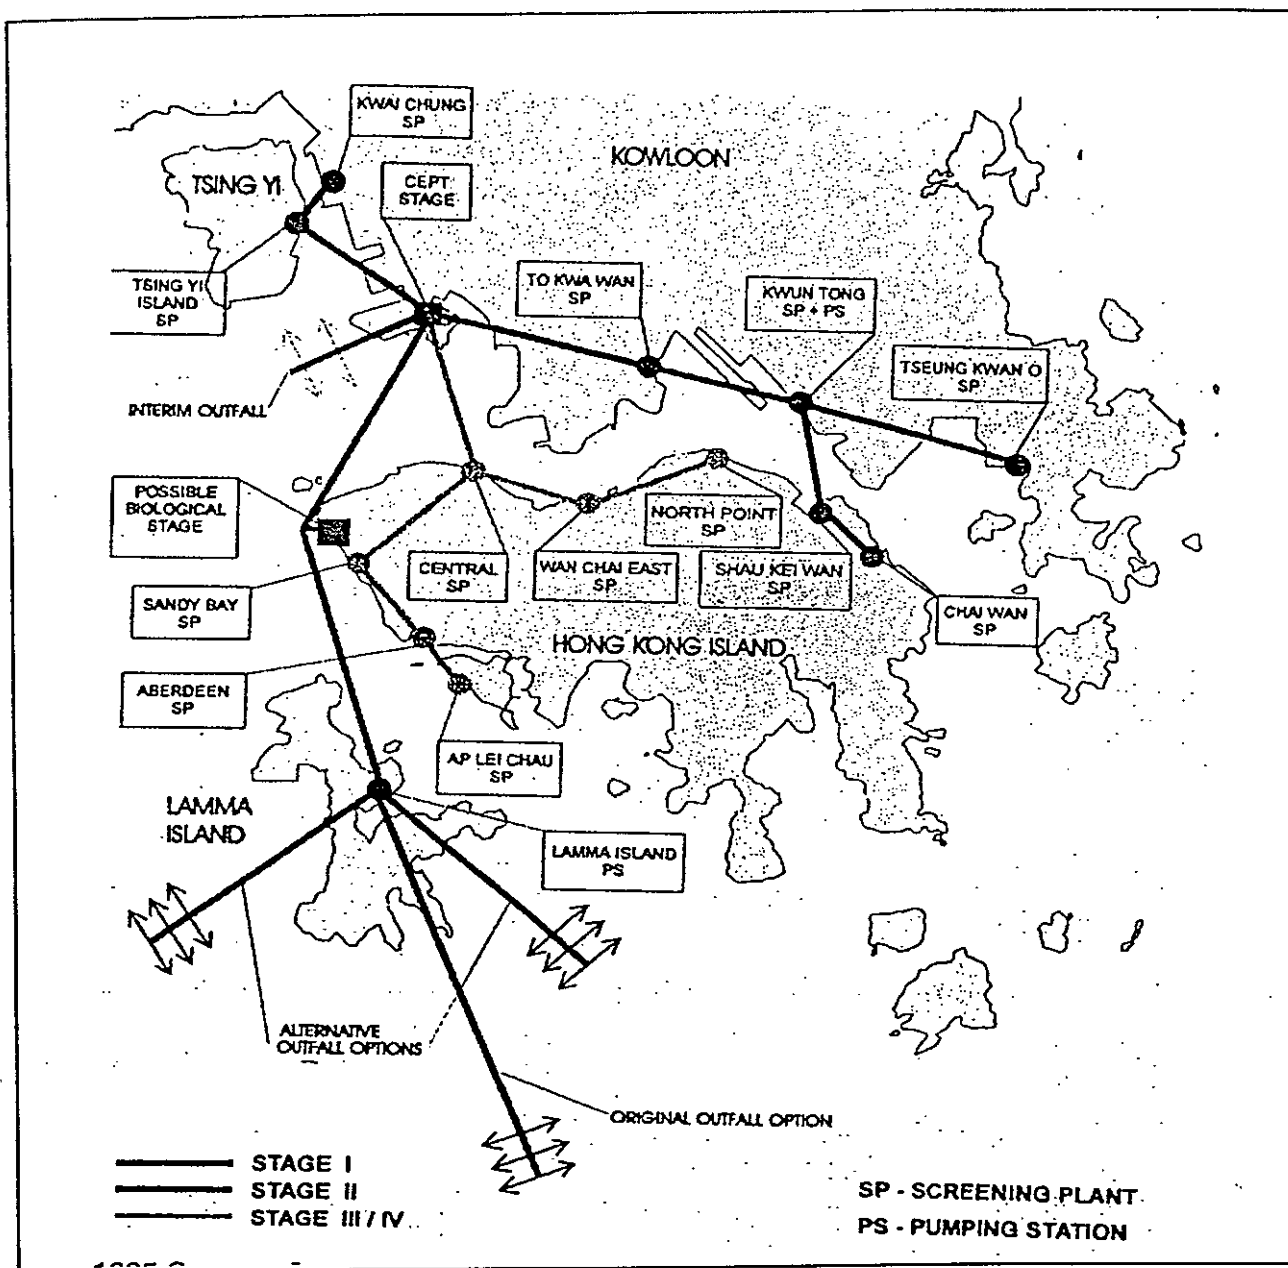 KWAI CHUNG
SP
KOWLOON
TSING YI
CEPT
STAGE
TSING YI
ISLAND
SP
TO KWA WAN
SP
KWUN TONG
SP + PS
TSEUNG KWAN O
SP
INTERIM OUTFALL
POSSIBLE
BIOLOGICAL
STAGE
NORTH POINT
SP
CENTRAL
SP
WAN CHAI EAST
SP
SHAU KEI WAN
SP
SANDY BAY
SP
CHAI WAN
SP
HONG KONG ISLAND
ABERDEEN
SP
AP LEI CHAU
SP
LAMMA
ISLAND
LAMMA ISLAND
PS
ALTERNATIVE
OUTFALL OPTIONS
ORIGINAL OUTFALL OPTION
STAGE I
STAGE II
STAGE III / IV
SP - SCREENING PLANT
PS - PUMPING STATION